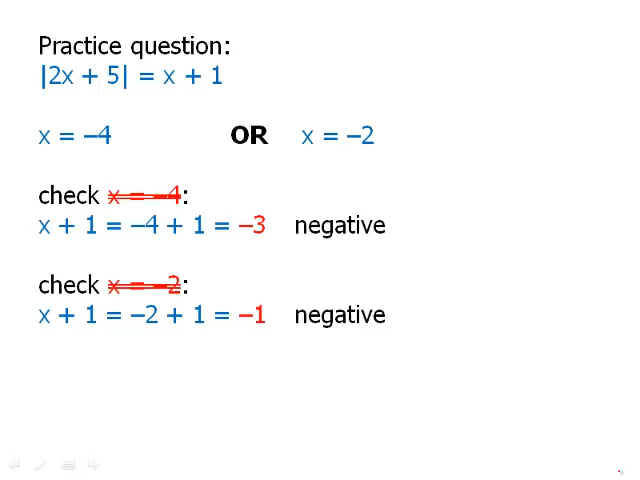 Practice question:
|2x + 5| = x + 1
x = –4 OR x = –2
check x = –4:
x + 1 = –4 + 1 = –3 negative
check x = –2:
x + 1 = –2 + 1 = –1 negative